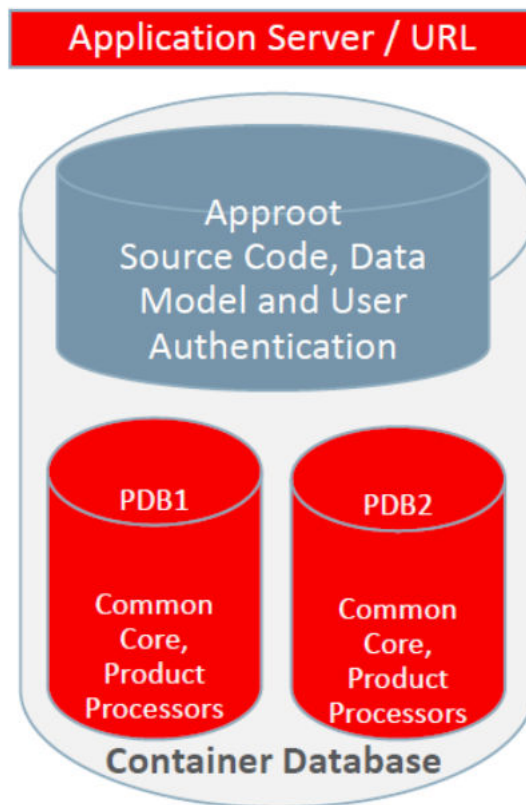 Application Server / URL
Approot
Source Code, Data
Model and User
Authentication
PDB1
Common
Core,
Product
Processors
PDB2
Common
Core,
Product
Processors
Container Database